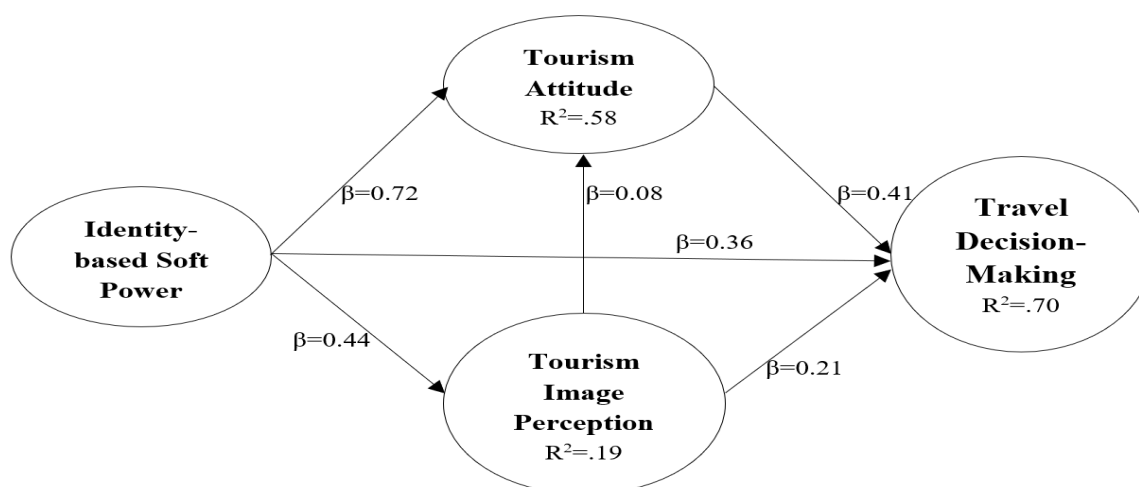 Tourism
Attitude
R²=.58
β=0.72
β=0.08
β=0.41
Identity-
based Soft
Power
β=0.36
Travel
Decision-
Making
R²=.70
β=0.44
Tourism
Image
Perception
R²=.19
β=0.21